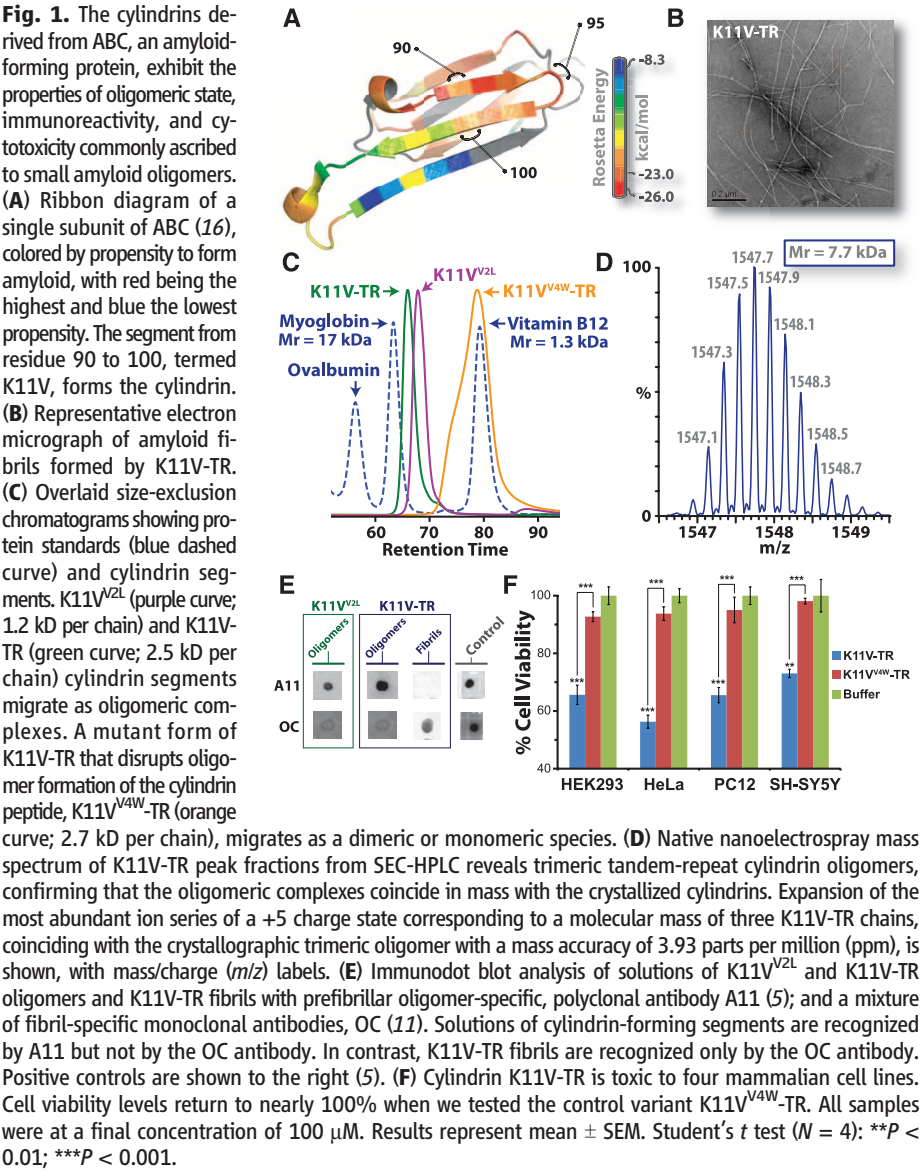 Fig. 1. The cylindrins de-
rived from ABC, an amyloid-
forming protein, exhibit the
properties of oligomeric state,
immunoreactivity, and cy-
totoxicity commonly ascribed
to small amyloid oligomers.
(A) Ribbon diagram of a
single subunit of ABC (16),
colored by propensity to form
amyloid, with red being the
highest and blue the lowest
propensity. The segment from
residue 90 to 100, termed
K11V, forms the cylindrin.
(B) Representative electron
micrograph of amyloid fi-
brils formed by K11V-TR.
(C) Overlaid size-exclusion
chromatograms showing pro-
tein standards (blue dashed
curve) and cylindrin seg-
ments. K11V^V2L (purple curve;
1.2 kD per chain) and K11V-
TR (green curve; 2.5 kD per
chain) cylindrin segments
migrate as oligomeric com-
plexes. A mutant form of
K11V-TR that disrupts oligo-
mer formation of the cylindrin
peptide, K11V^V4W-TR (orange
curve; 2.7 kD per chain), migrates as a dimeric or monomeric species. (D) Native nanoelectrospray mass
spectrum of K11V-TR peak fractions from SEC-HPLC reveals trimeric tandem-repeat cylindrin oligomers,
confirming that the oligomeric complexes coincide in mass with the crystallized cylindrins. Expansion of the
most abundant ion series of a +5 charge state corresponding to a molecular mass of three K11V-TR chains,
coinciding with the crystallographic trimeric oligomer with a mass accuracy of 3.93 parts per million (ppm), is
shown, with mass/charge (m/z) labels. (E) Immunodot blot analysis of solutions of K11V^V2L and K11V-TR
oligomers and K11V-TR fibrils with prefibrillar oligomer-specific, polyclonal antibody A11 (5); and a mixture
of fibril-specific monoclonal antibodies, OC (11). Solutions of cylindrin-forming segments are recognized
by A11 but not by the OC antibody. In contrast, K11V-TR fibrils are recognized only by the OC antibody.
Positive controls are shown to the right (5). (F) Cylindrin K11V-TR is toxic to four mammalian cell lines.
Cell viability levels return to nearly 100% when we tested the control variant K11V^V4W-TR. All samples
were at a final concentration of 100 μM. Results represent mean ± SEM. Student's t test (N = 4): **P <
0.01; ***P < 0.001.
A
90
95
100
Rosetta Energy
kcal/mol
-8.3
-23.0
-26.0
B
K11V-TR
0.2 μm
C
K11V-TR
K11V^V2L
K11V^V4W-TR
Myoglobin
Mr = 17 kDa
Vitamin B12
Mr = 1.3 kDa
Ovalbumin
60 70 80 90
Retention Time
D
Mr = 7.7 kDa
100
%
0
1547.1
1547.3
1547.5
1547.7
1547.9
1548.1
1548.3
1548.5
1548.7
1547 1548 1549
m/z
E
K11V^V2L K11V-TR
Oligomers Oligomers Fibrils Control
A11
OC
F
% Cell Viability
100
80
60
40
*** *** *** ***
*** *** *** **
HEK293 HeLa PC12 SH-SY5Y
K11V-TR
K11V^V4W-TR
Buffer